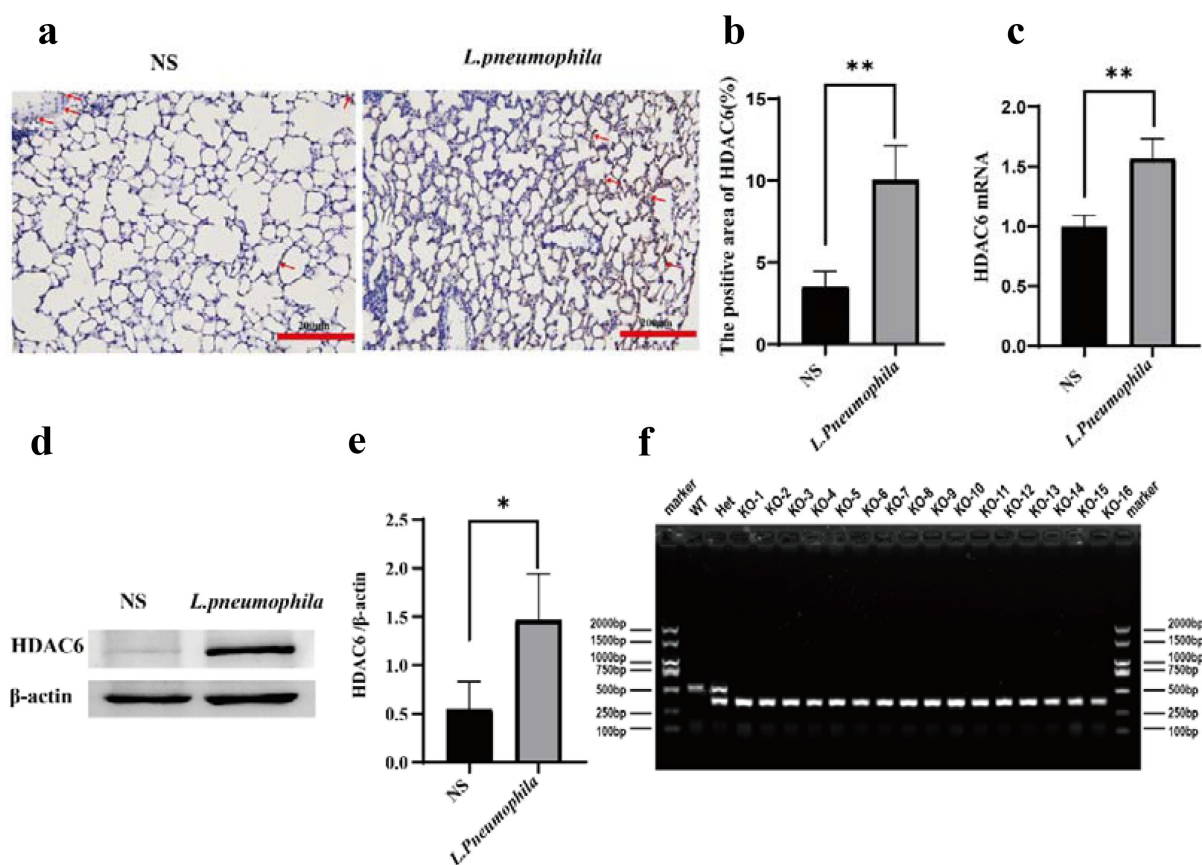 a
NS
L.pneumophila
200μm
200μm
b
**
The positive area of HDAC6(%)
15
10
5
0
NS
L.Pneumophila
c
**
HDAC6 mRNA
2.0
1.5
1.0
0.5
0.0
NS
L.Pneumophila
d
NS
L.pneumophila
HDAC6
β-actin
e
*
HDAC6 /β-actin
2.5
2.0
1.5
1.0
0.5
0.0
NS
L.Pneumophila
f
marker
WT
Het
KO-1
KO-2
KO-3
KO-4
KO-5
KO-6
KO-7
KO-8
KO-9
KO-10
KO-11
KO-12
KO-13
KO-14
KO-15
KO-16
marker
2000bp
1500bp
1000bp
750bp
500bp
250bp
100bp
2000bp
1500bp
1000bp
750bp
500bp
250bp
100bp